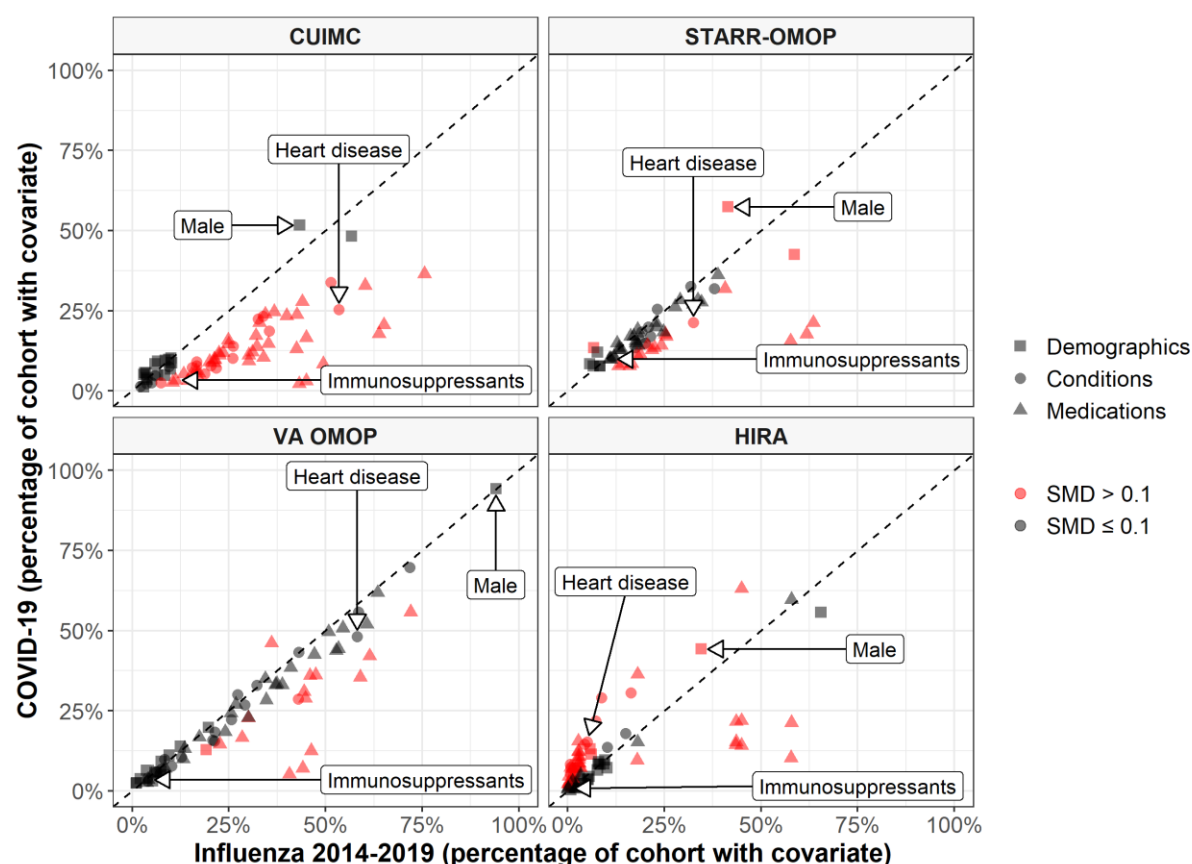 CUIMC
STARR-OMOP
100%
75%
50%
25%
0%
Heart disease
Male
Immunosuppressants
Heart disease
Male
Immunosuppressants
VA OMOP
HIRA
100%
75%
50%
25%
0%
Heart disease
Male
Immunosuppressants
Heart disease
Male
Immunosuppressants
0% 25% 50% 75% 100%
0% 25% 50% 75% 100%
COVID-19 (percentage of cohort with covariate)
Influenza 2014-2019 (percentage of cohort with covariate)
Demographics
Conditions
Medications
SMD > 0.1
SMD ≤ 0.1